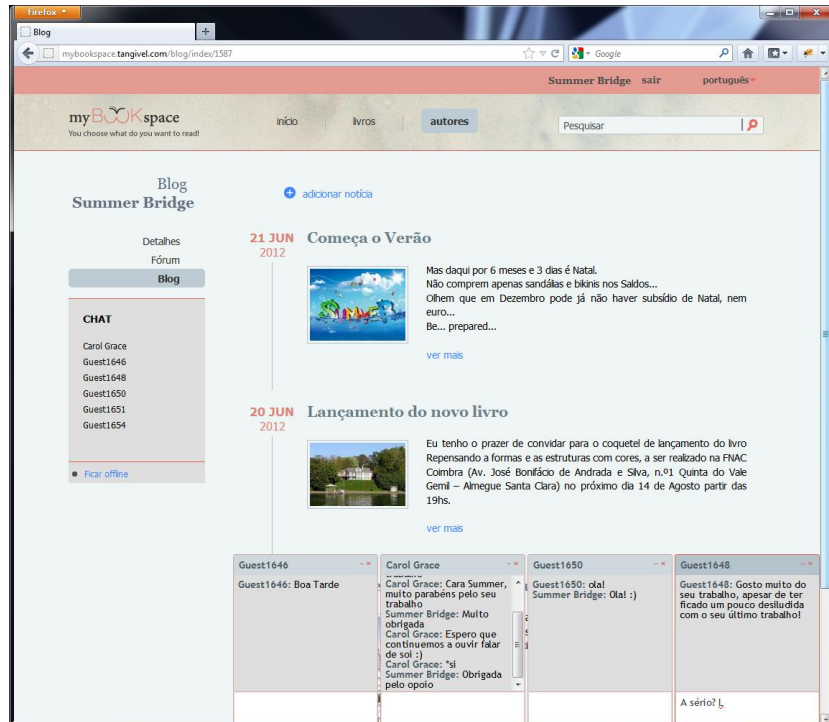 Firefox
Blog
mybookspace.tangivel.com/blog/index/1587
Google
Summer Bridge sair português
my BOOK space
You choose what do you want to read!
início livros autores
Pesquisar
Blog
Summer Bridge
Detalhes
Fórum
Blog
CHAT
Carol Grace
Guest1646
Guest1648
Guest1650
Guest1651
Guest1654
Ficar offline
adicionar notícia
21 JUN
2012
Começa o Verão
SUMMER
Mas daqui por 6 meses e 3 dias é Natal.
Não comprem apenas sandálias e bikinis nos Saldos...
Olhem que em Dezembro pode já não haver subsídio de Natal, nem
euro...
Be... prepared...
ver mais
20 JUN
2012
Lançamento do novo livro
Eu tenho o prazer de convidar para o coquetel de lançamento do livro
Repensando a formas e as estruturas com cores, a ser realizado na FNAC
Coimbra (Av. José Bonifácio de Andrada e Silva, n.º1 Quinta do Vale
Gemil – Almegue Santa Clara) no próximo dia 14 de Agosto partir das
19hs.
ver mais
Guest1646
Guest1646: Boa Tarde
Carol Grace
trabalho
Carol Grace: Cara Summer,
muito parabéns pelo seu
trabalho
Summer Bridge: Muito
obrigada
Carol Grace: Espero que
continuemos a ouvir falar
de soi :)
Carol Grace: *si
Summer Bridge: Obrigada
pelo opoio
Guest1650
Guest1650: ola!
Summer Bridge: Ola! :)
Guest1648
Guest1648: Gosto muito do
seu trabalho, apesar de ter
ficado um pouco desiludida
com o seu último trabalho!
A sério? L